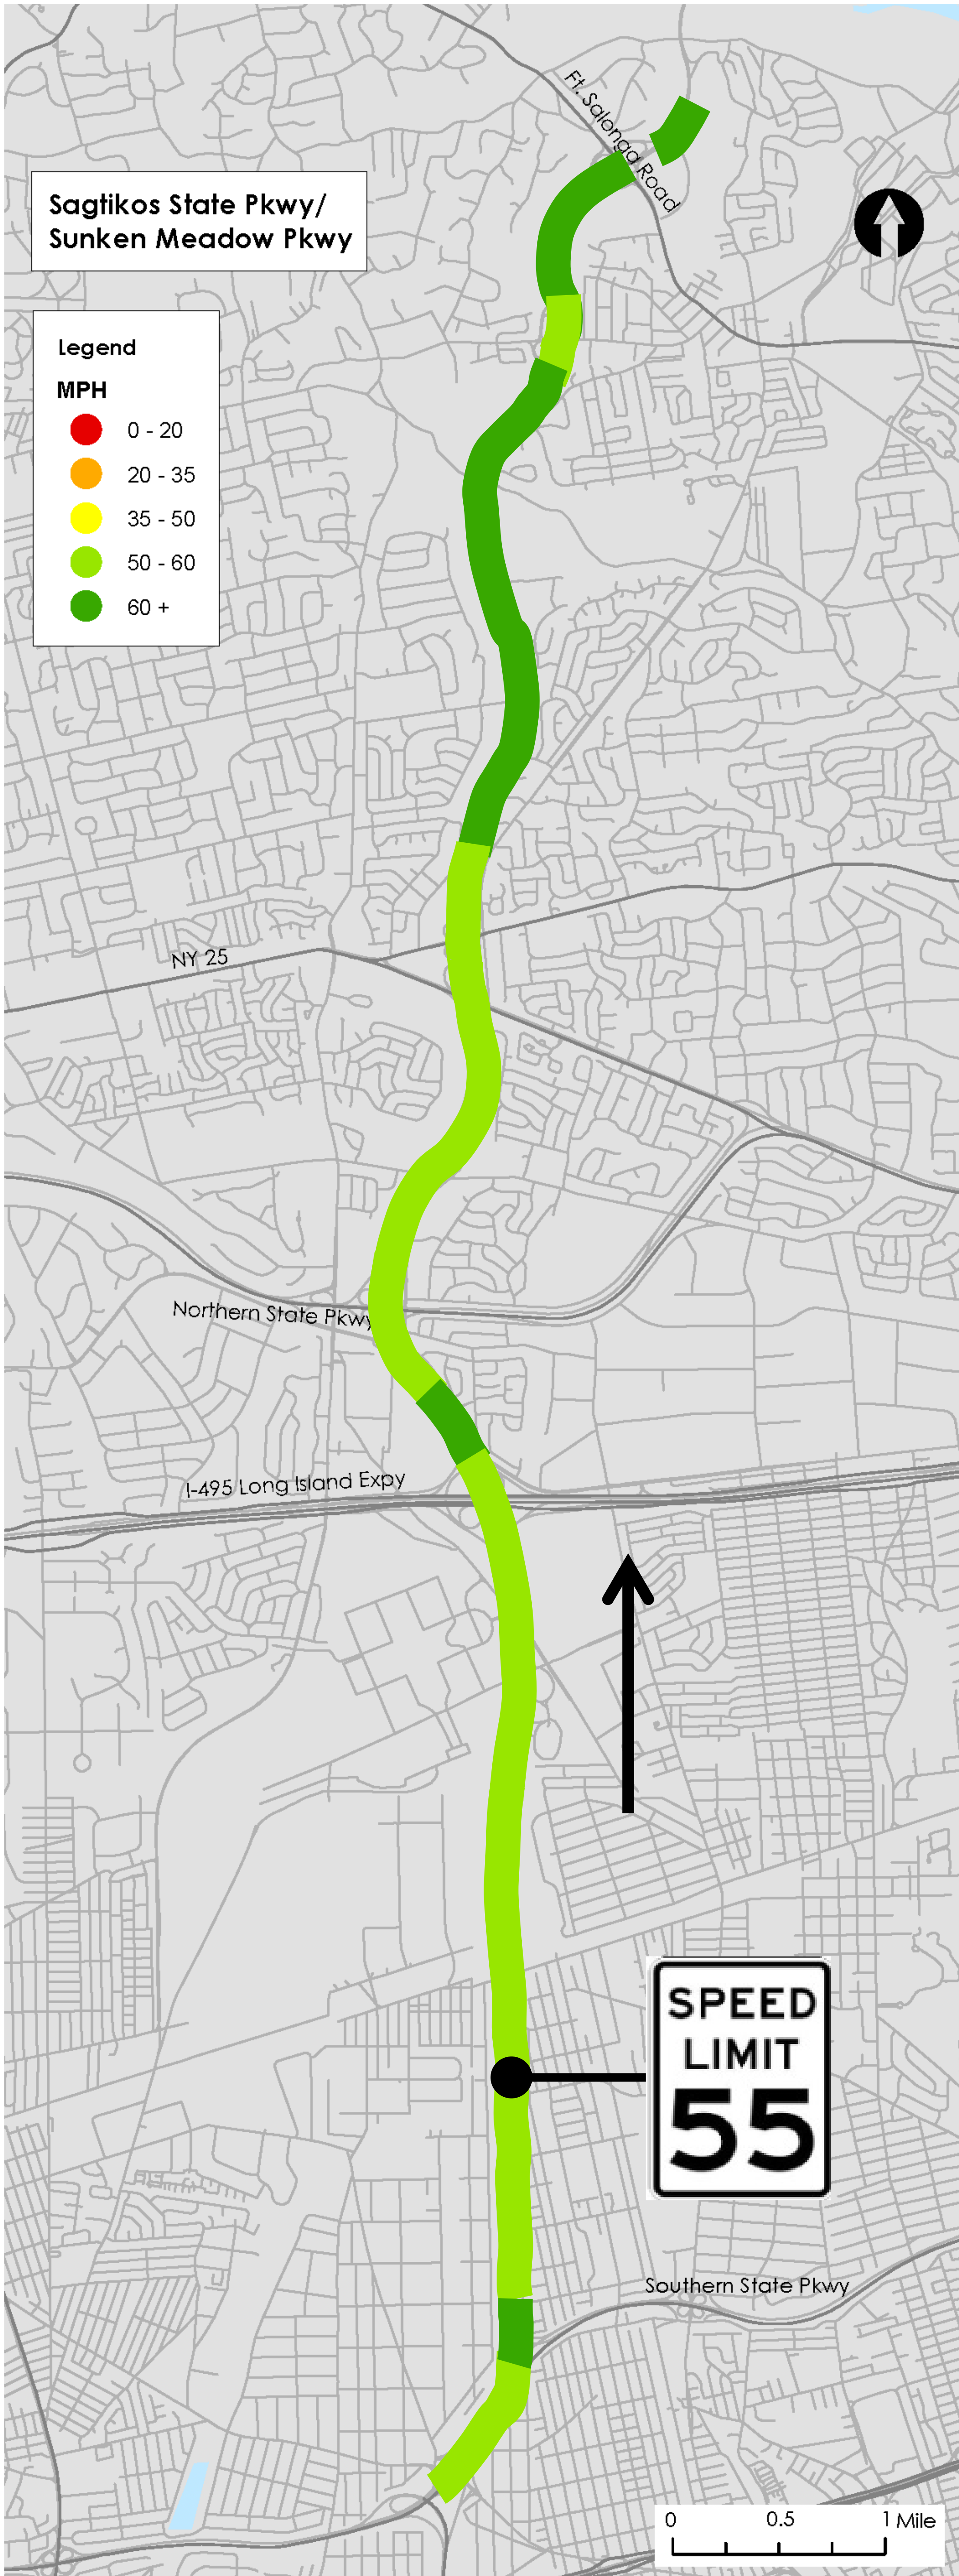 Ft. Salonga Road
Sagtikos State Pkwy/
Sunken Meadow Pkwy
Legend
MPH
0 - 20
20 - 35
35 - 50
50 - 60
60 +
NY 25
Northern State Pkwy
I-495 Long Island Expy
SPEED
LIMIT
55
Southern State Pkwy
0 0.5 1 Mile